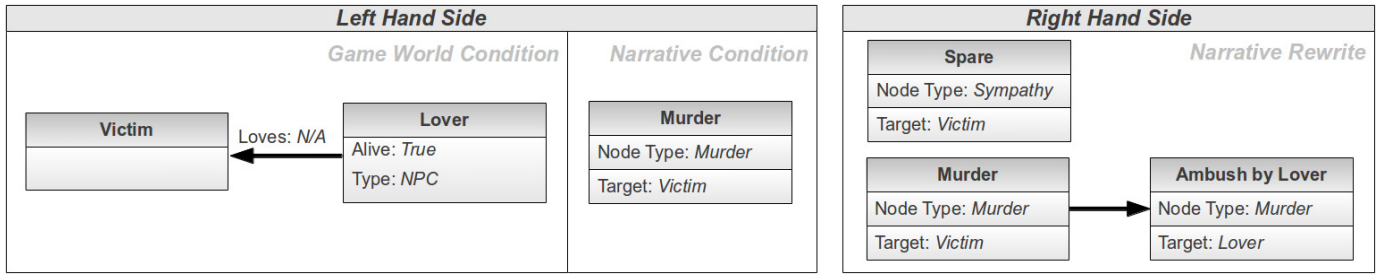 Left Hand Side
Game World Condition
Narrative Condition
Victim
Loves: N/A
Lover
Alive: True
Type: NPC
Murder
Node Type: Murder
Target: Victim
Right Hand Side
Narrative Rewrite
Spare
Node Type: Sympathy
Target: Victim
Murder
Node Type: Murder
Target: Victim
Ambush by Lover
Node Type: Murder
Target: Lover